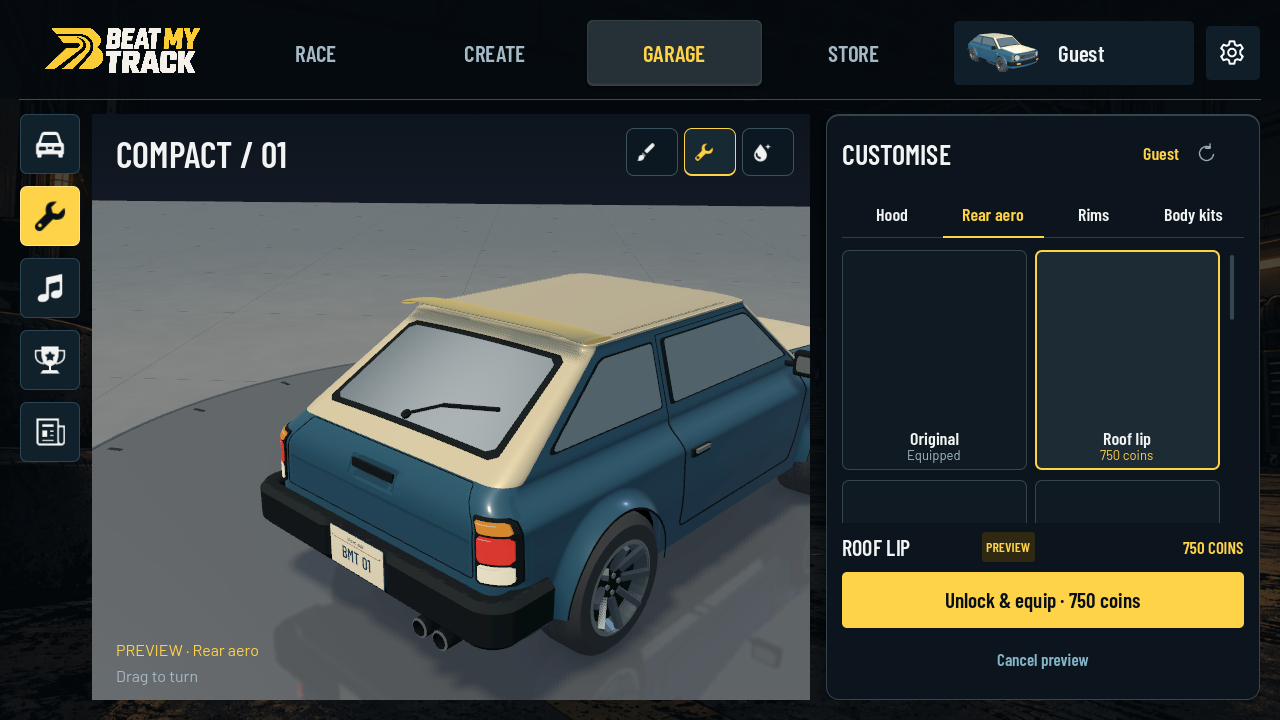 BEAT MY
TRACK
RACE
CREATE
GARAGE
STORE
Guest
COMPACT / 01
BMT 01
PREVIEW · Rear aero
Drag to turn
CUSTOMISE
Guest
Hood
Rear aero
Rims
Body kits
Original
Equipped
Roof lip
750 coins
ROOF LIP
PREVIEW
750 COINS
Unlock & equip · 750 coins
Cancel preview